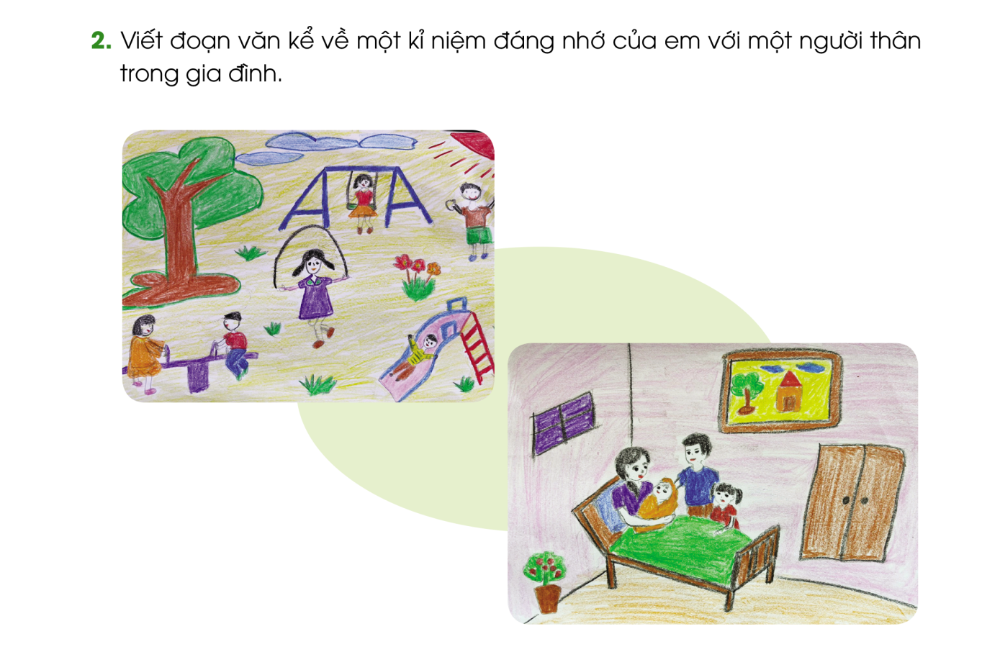 2. Viết đoạn văn kể về một kỉ niệm đáng nhớ của em với một người thân
trong gia đình.